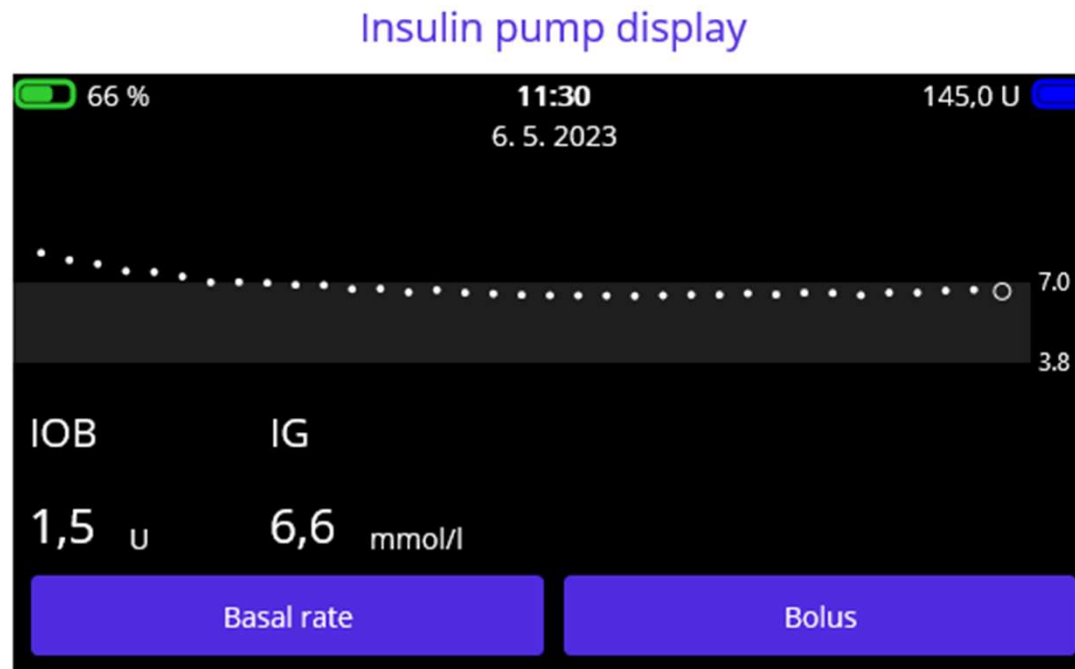 Insulin pump display
66 % 11:30 145,0 U
6. 5. 2023
7.0
3.8
IOB IG
1,5 U 6,6 mmol/l
Basal rate Bolus